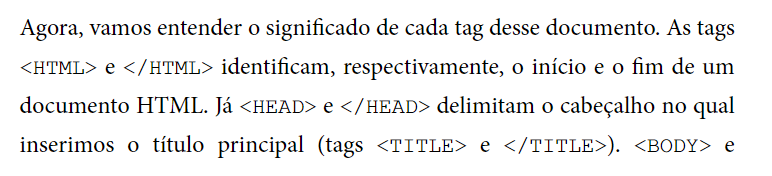 Agora, vamos entender o significado de cada tag desse documento. As tags
<HTML> e </HTML> identificam, respectivamente, o início e o fim de um
documento HTML. Já <HEAD> e </HEAD> delimitam o cabeçalho no qual
inserimos o título principal (tags <TITLE> e </TITLE>). <BODY> e